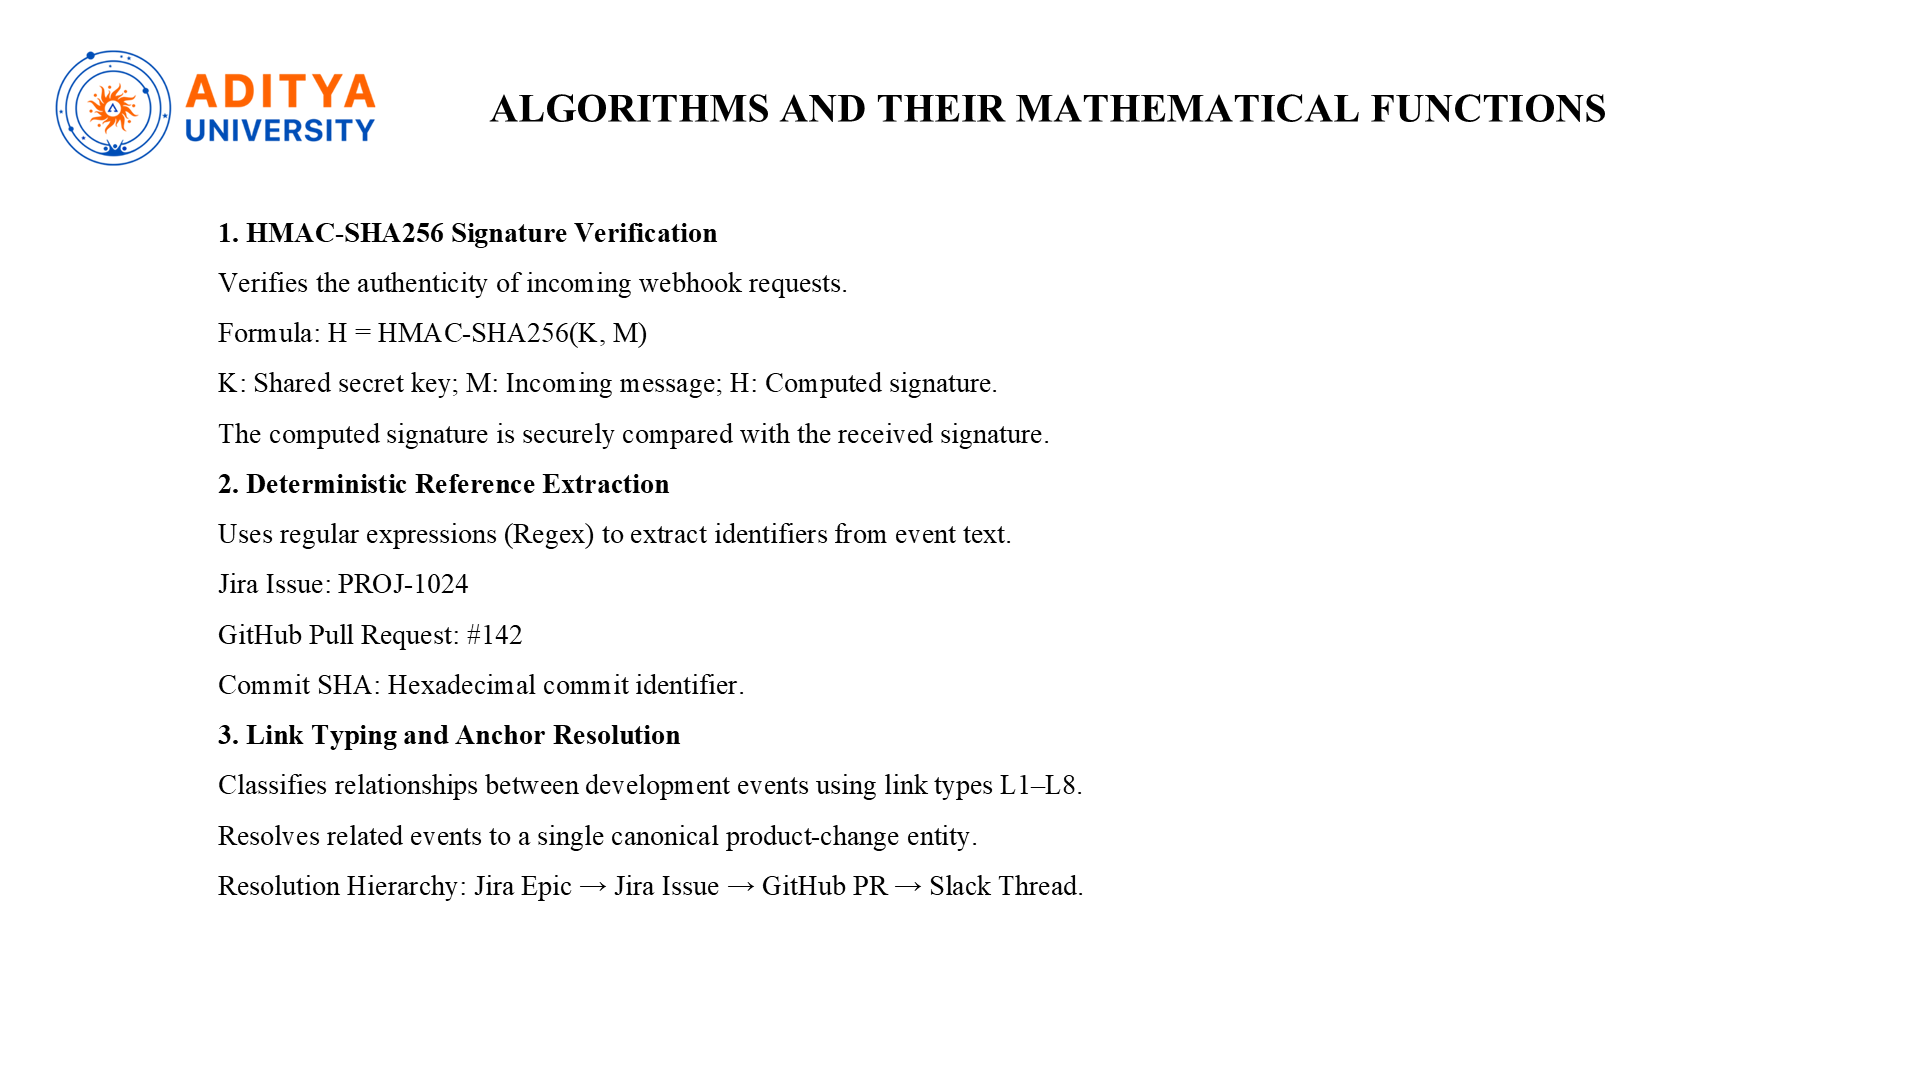 ADITYA
UNIVERSITY
ALGORITHMS AND THEIR MATHEMATICAL FUNCTIONS
1. HMAC-SHA256 Signature Verification
Verifies the authenticity of incoming webhook requests.
Formula: H = HMAC-SHA256(K, M)
K: Shared secret key; M: Incoming message; H: Computed signature.
The computed signature is securely compared with the received signature.
2. Deterministic Reference Extraction
Uses regular expressions (Regex) to extract identifiers from event text.
Jira Issue: PROJ-1024
GitHub Pull Request: #142
Commit SHA: Hexadecimal commit identifier.
3. Link Typing and Anchor Resolution
Classifies relationships between development events using link types L1–L8.
Resolves related events to a single canonical product-change entity.
Resolution Hierarchy: Jira Epic → Jira Issue → GitHub PR → Slack Thread.